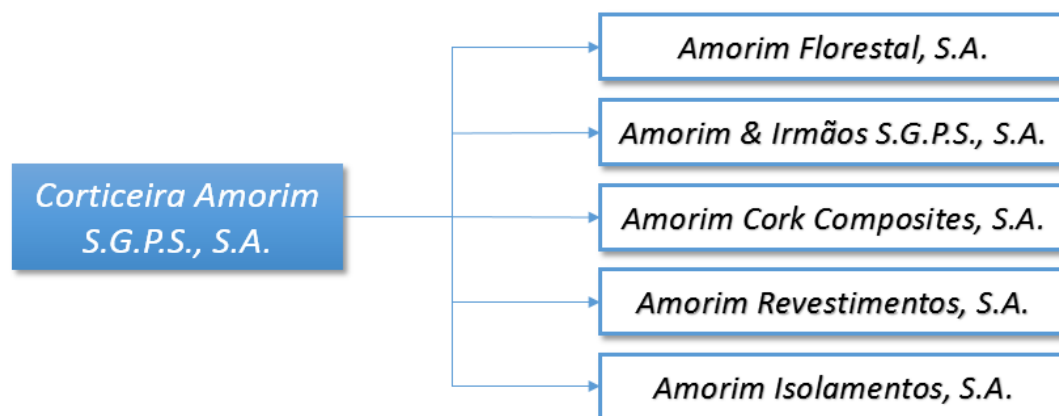 Amorim Florestal, S.A.
Amorim & Irmãos S.G.P.S., S.A.
Corticeira Amorim
S.G.P.S., S.A.
Amorim Cork Composites, S.A.
Amorim Revestimentos, S.A.
Amorim Isolamentos, S.A.